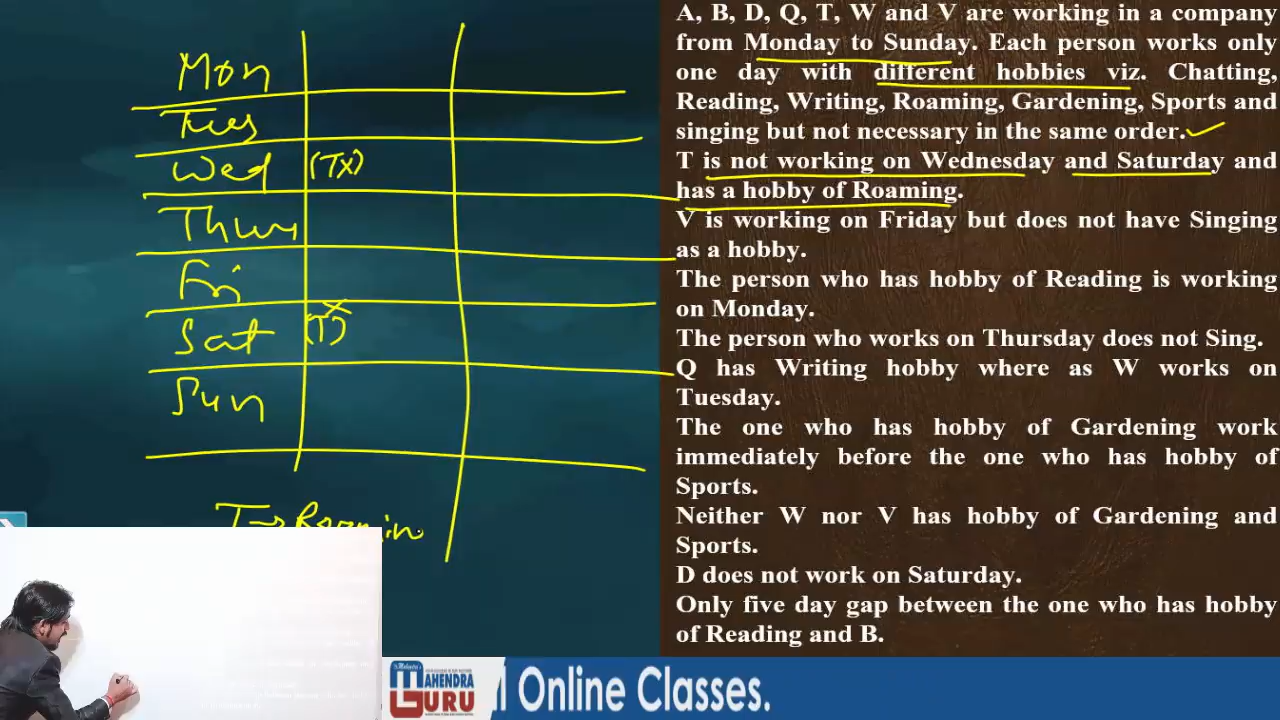 Mon
Tues
Wed (TX)
Thurs
Fri
Sat (T) X
Sun
T→ Roamin
A, B, D, Q, T, W and V are working in a company
from Monday to Sunday. Each person works only
one day with different hobbies viz. Chatting,
Reading, Writing, Roaming, Gardening, Sports and
singing but not necessary in the same order.
T is not working on Wednesday and Saturday and
has a hobby of Roaming.
V is working on Friday but does not have Singing
as a hobby.
The person who has hobby of Reading is working
on Monday.
The person who works on Thursday does not Sing.
Q has Writing hobby where as W works on
Tuesday.
The one who has hobby of Gardening work
immediately before the one who has hobby of
Sports.
Neither W nor V has hobby of Gardening and
Sports.
D does not work on Saturday.
Only five day gap between the one who has hobby
of Reading and B.
MAHENDRA
GURU
Online Classes.